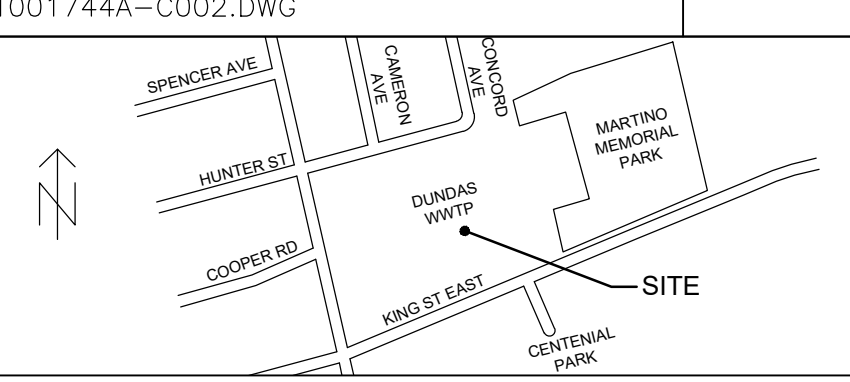 1001744A-C002.DWG
SPENCER AVE
CAMERON
AVE
CONCORD
AVE
MARTINO
MEMORIAL
PARK
HUNTER ST
N
DUNDAS
WWTP
COOPER RD
SITE
KING ST EAST
CENTENIAL
PARK